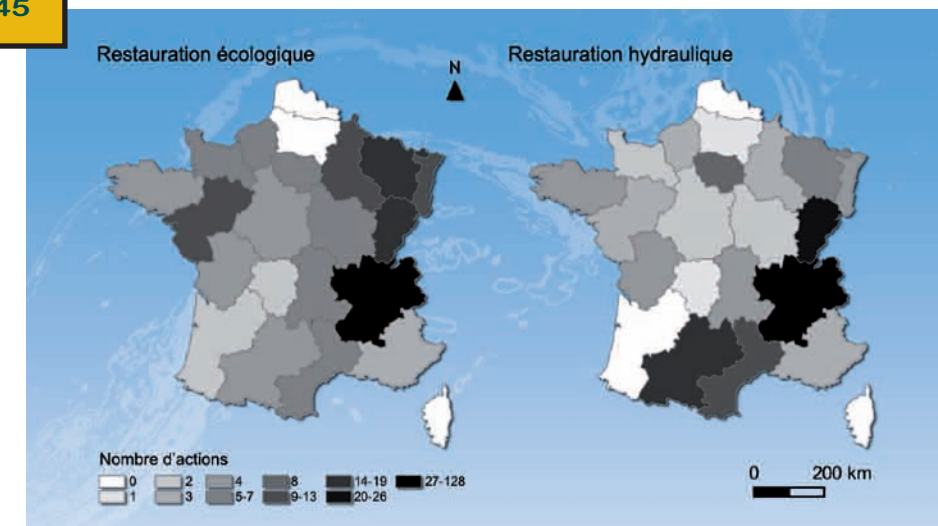 45
Restauration écologique
N
Restauration hydraulique
Nombre d'actions
0 2 4 8 14-19 27-128
1 3 5-7 9-13 20-26
0 200 km